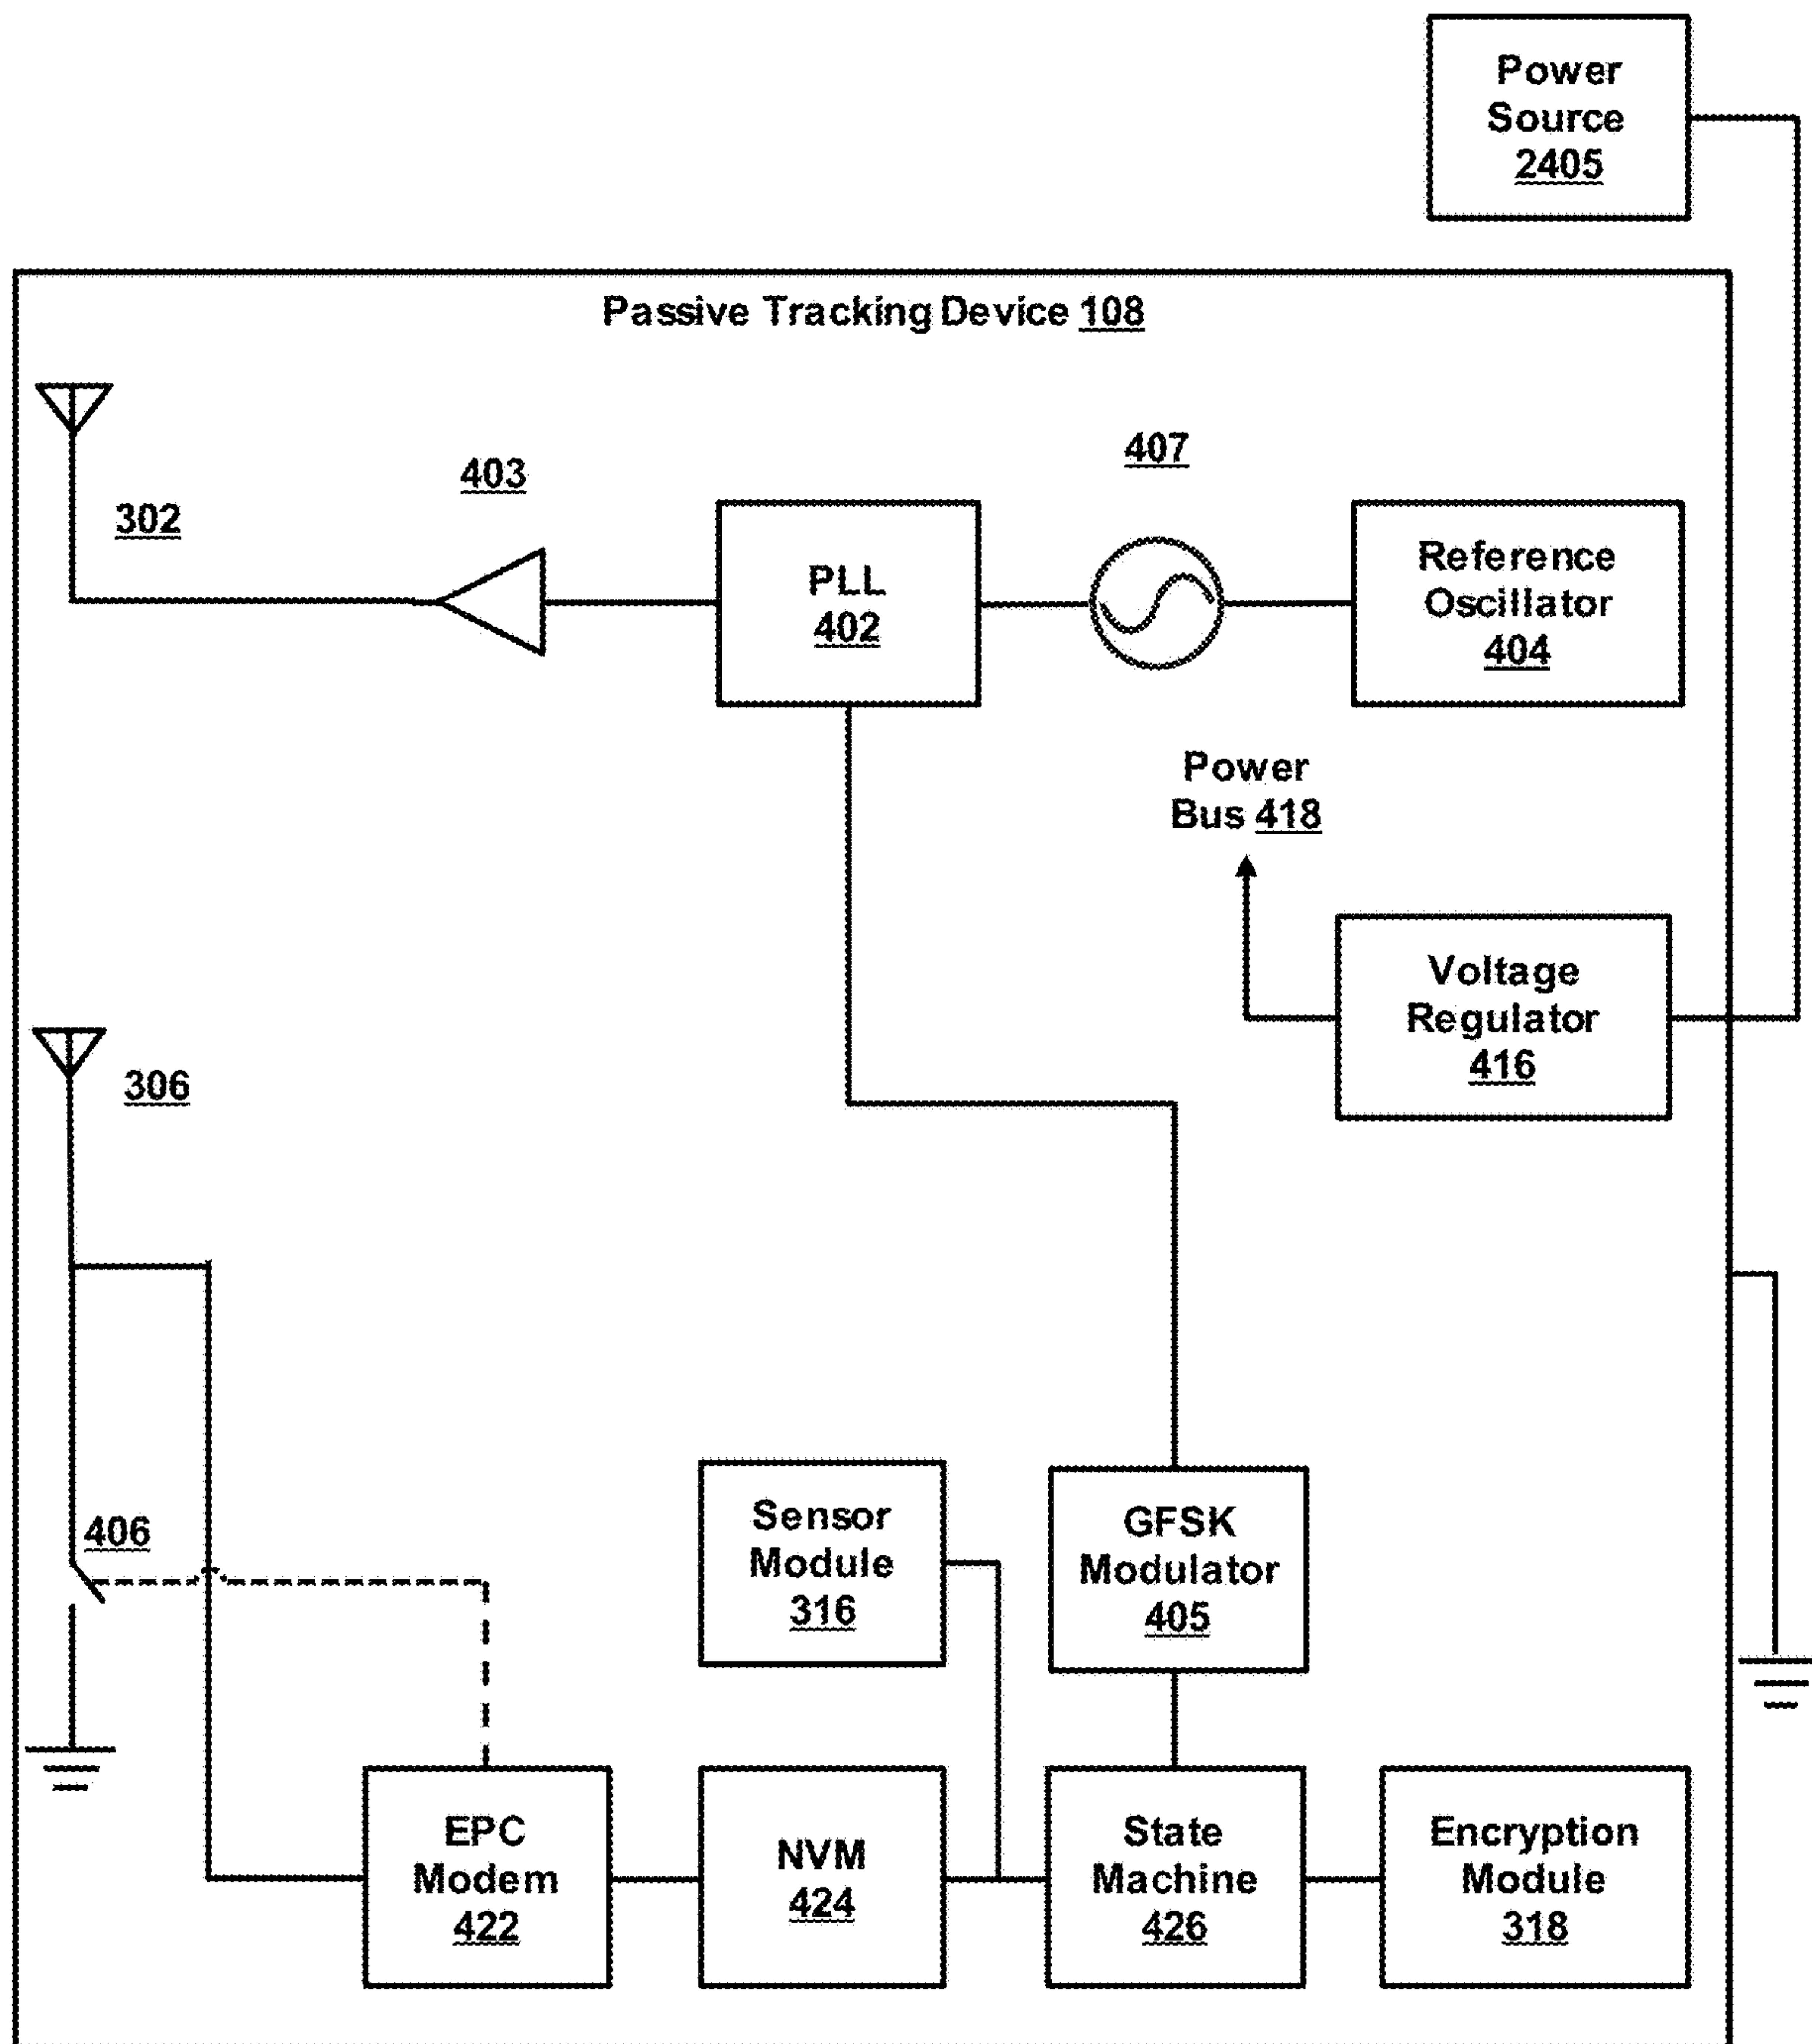 Power
Source
2405
Passive Tracking Device 108
302
403
407
PLL
402
Reference
Oscillator
404
Power
Bus 418
Voltage
Regulator
416
306
406
Sensor
Module
316
GFSK
Modulator
405
EPC
Modem
422
NVM
424
State
Machine
426
Encryption
Module
318